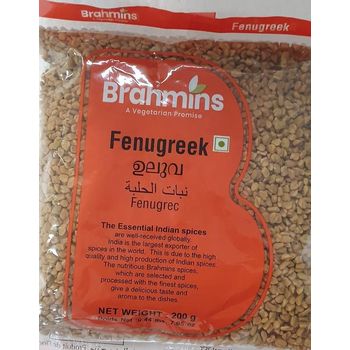 Brahmins
Fenugreek
Brahmins
A Vegetarian Promise
Fenugreek
ഉലുവ
نبات الحلبة
Fenugrec
The Essential Indian spices
are well-received globally.
India is the largest exporter of
spices in the world. This is due to the high
quality and high production of Indian spices.
The nutritious Brahmins spices,
which are selected and
processed with the finest spices,
give a delicious taste and
aroma to the dishes.
NET WEIGHT: 200 g
7.05 oz